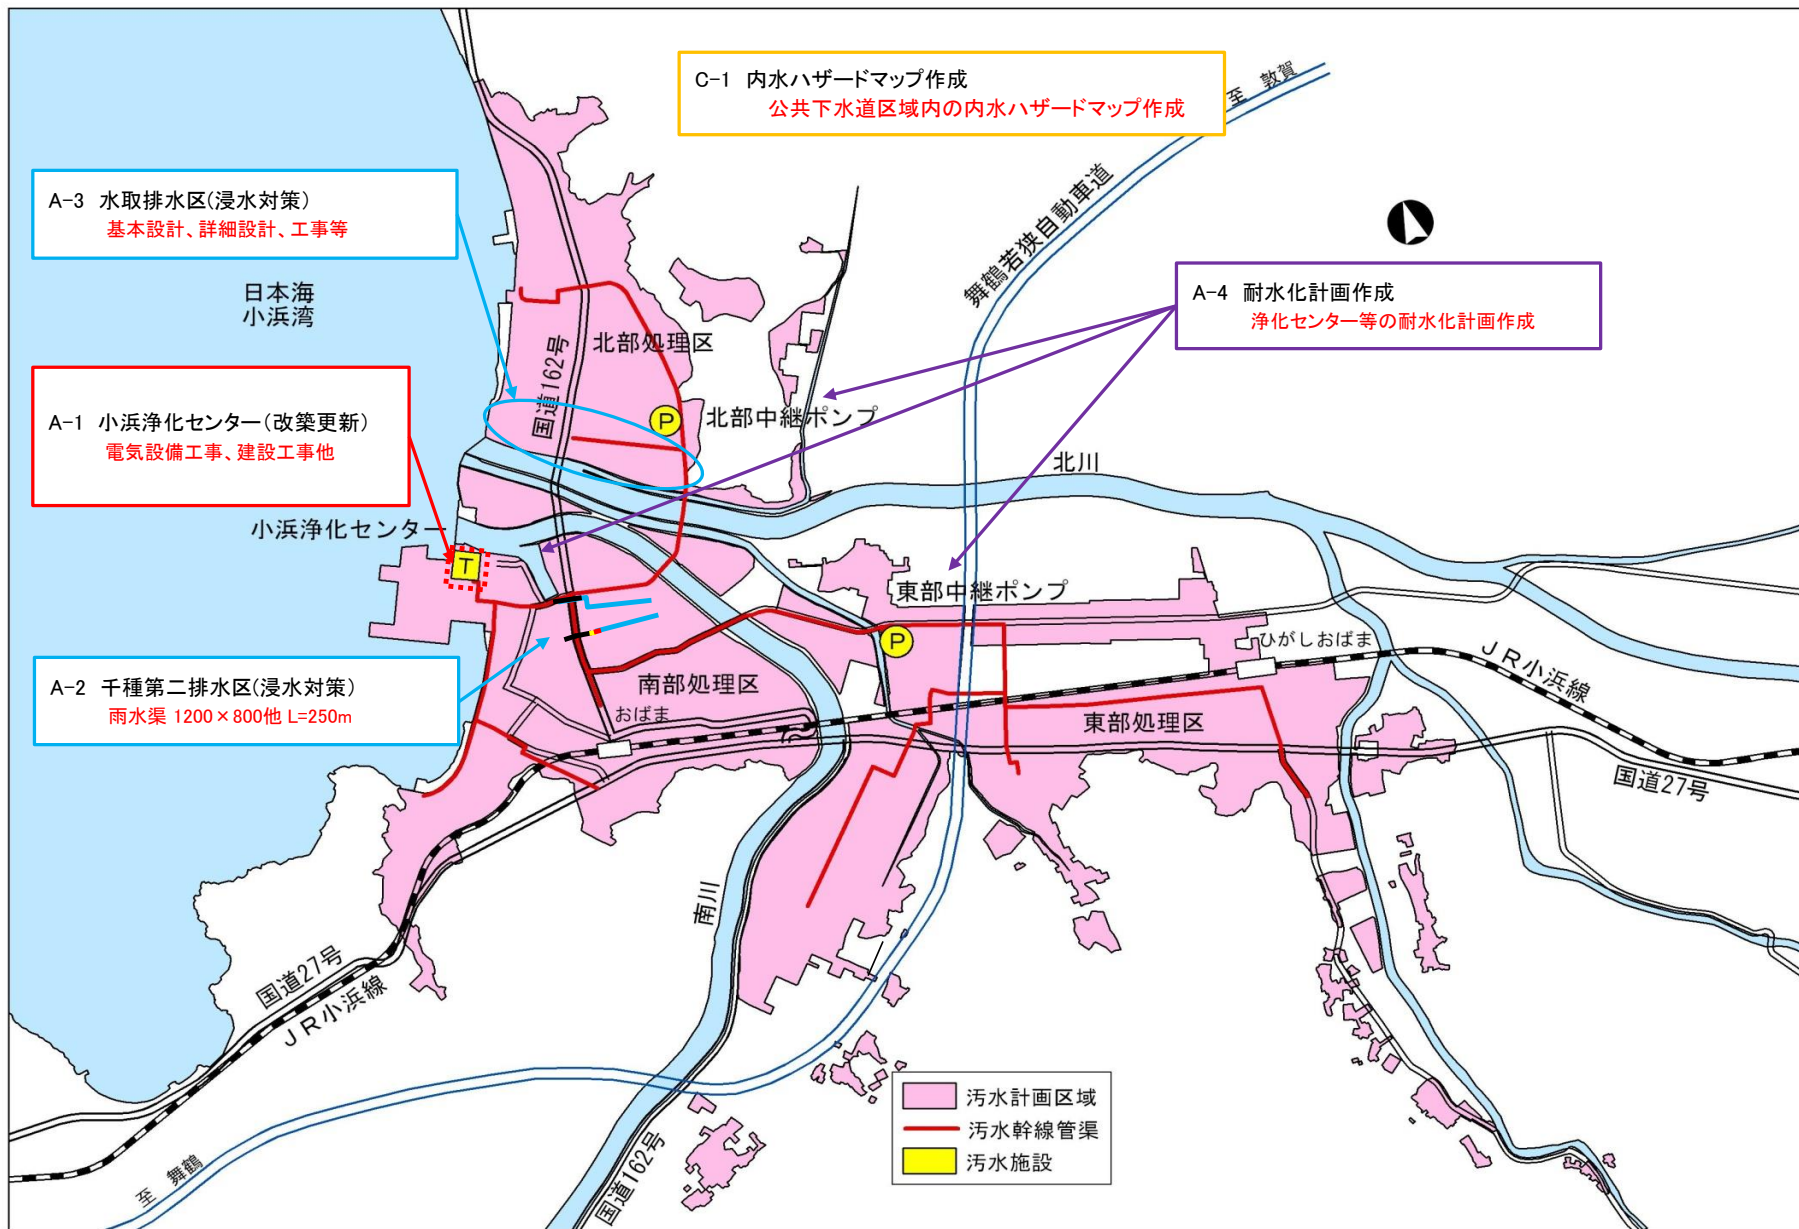 C-1 内水ハザードマップ作成
公共下水道区域内の内水ハザードマップ作成
至 敦賀
A-3 水取排水区(浸水対策)
基本設計、詳細設計、工事等
舞鶴若狭自動車道
A-4 耐水化計画作成
浄化センター等の耐水化計画作成
日本海
小浜湾
国道162号
北部処理区
A-1 小浜浄化センター(改築更新)
電気設備工事、建設工事他
P
北部中継ポンプ
北川
小浜浄化センター
T
東部中継ポンプ
P
ひがしおばま
JR小浜線
A-2 千種第二排水区(浸水対策)
雨水渠 1200×800他 L=250m
南部処理区
おばま
東部処理区
国道27号
南川
国道27号
JR小浜線
至 舞鶴
国道162号
汚水計画区域
汚水幹線管渠
汚水施設